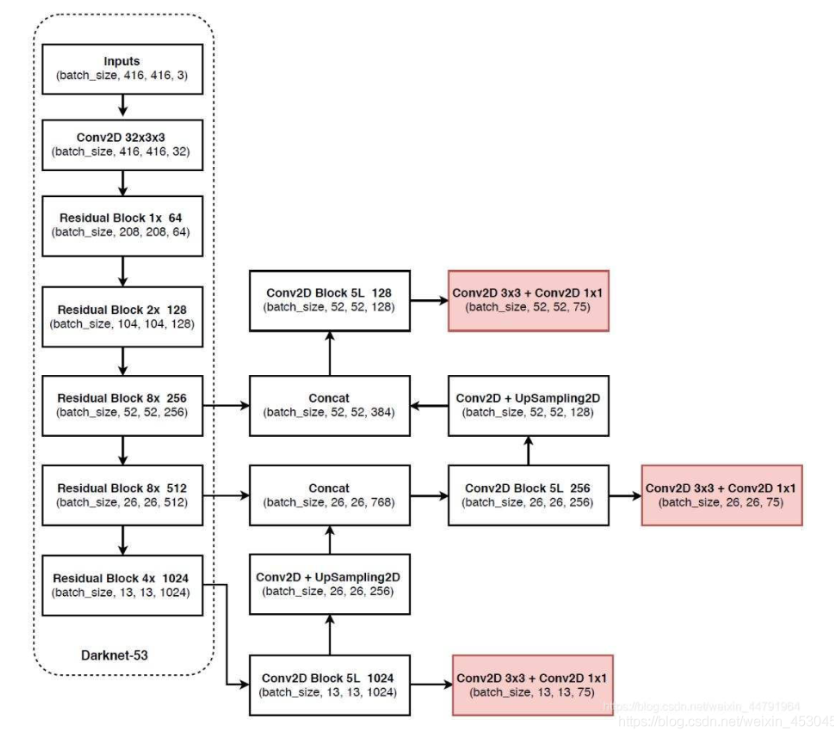 Inputs
(batch_size, 416, 416, 3)
Conv2D 32x3x3
(batch_size, 416, 416, 32)
Residual Block 1x 64
(batch_size, 208, 208, 64)
Residual Block 2x 128
(batch_size, 104, 104, 128)
Conv2D Block 5L 128
(batch_size, 52, 52, 128)
Conv2D 3x3 + Conv2D 1x1
(batch_size, 52, 52, 75)
Residual Block 8x 256
(batch_size, 52, 52, 256)
Concat
(batch_size, 52, 52, 384)
Conv2D + UpSampling2D
(batch_size, 52, 52, 128)
Residual Block 8x 512
(batch_size, 26, 26, 512)
Concat
(batch_size, 26, 26, 768)
Conv2D Block 5L 256
(batch_size, 26, 26, 256)
Conv2D 3x3 + Conv2D 1x1
(batch_size, 26, 26, 75)
Residual Block 4x 1024
(batch_size, 13, 13, 1024)
Conv2D + UpSampling2D
(batch_size, 26, 26, 256)
Darknet-53
Conv2D Block 5L 1024
(batch_size, 13, 13, 1024)
Conv2D 3x3 + Conv2D 1x1
(batch_size, 13, 13, 75)
https://blog.csdn.net/weixin_44791964
https://blog.csdn.net/weixin_453045